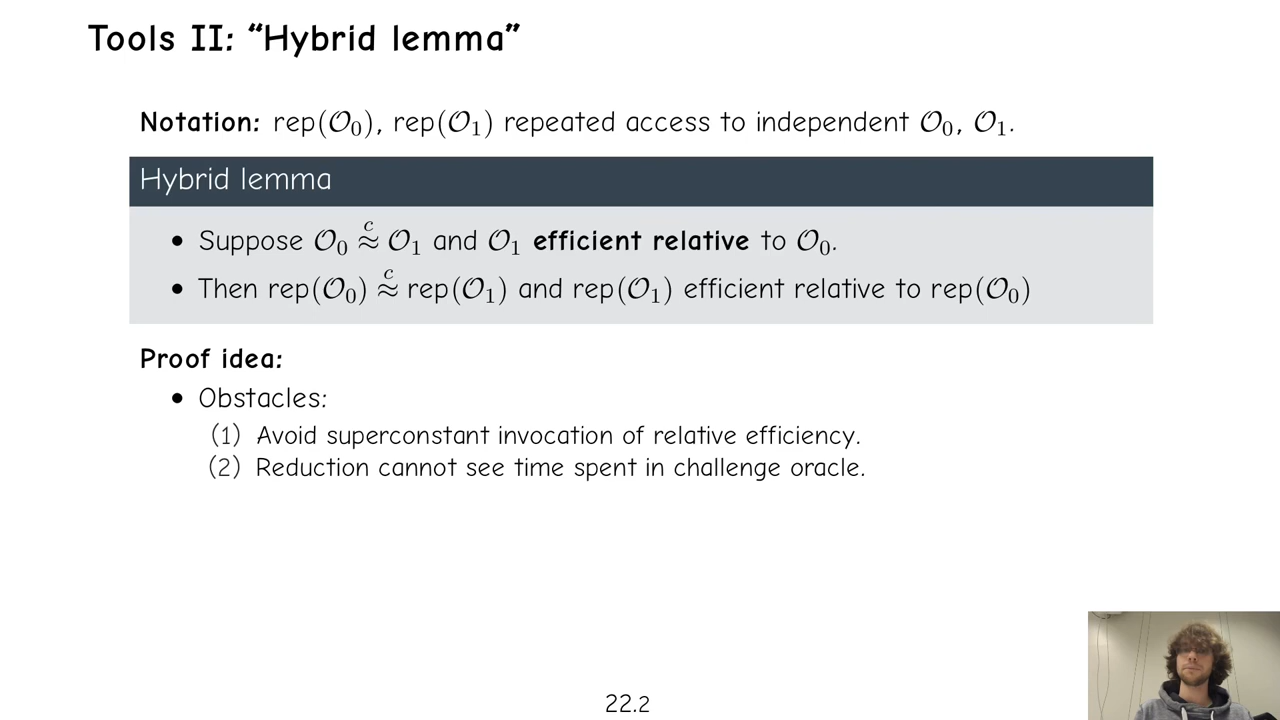 Tools II: “Hybrid lemma”
Notation: rep(𝒪₀), rep(𝒪₁) repeated access to independent 𝒪₀, 𝒪₁.
Hybrid lemma
• Suppose 𝒪₀ ≈ᶜ 𝒪₁ and 𝒪₁ efficient relative to 𝒪₀.
• Then rep(𝒪₀) ≈ᶜ rep(𝒪₁) and rep(𝒪₁) efficient relative to rep(𝒪₀)
Proof idea:
• Obstacles:
(1) Avoid superconstant invocation of relative efficiency.
(2) Reduction cannot see time spent in challenge oracle.
22.2